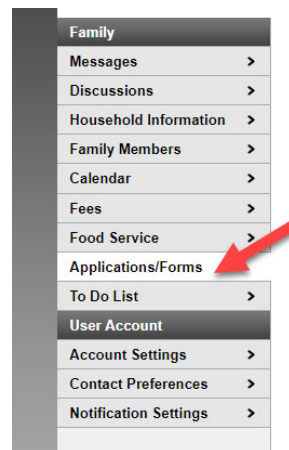 Family
Messages >
Discussions >
Household Information >
Family Members >
Calendar >
Fees >
Food Service >
Applications/Forms
To Do List >
User Account
Account Settings >
Contact Preferences >
Notification Settings >